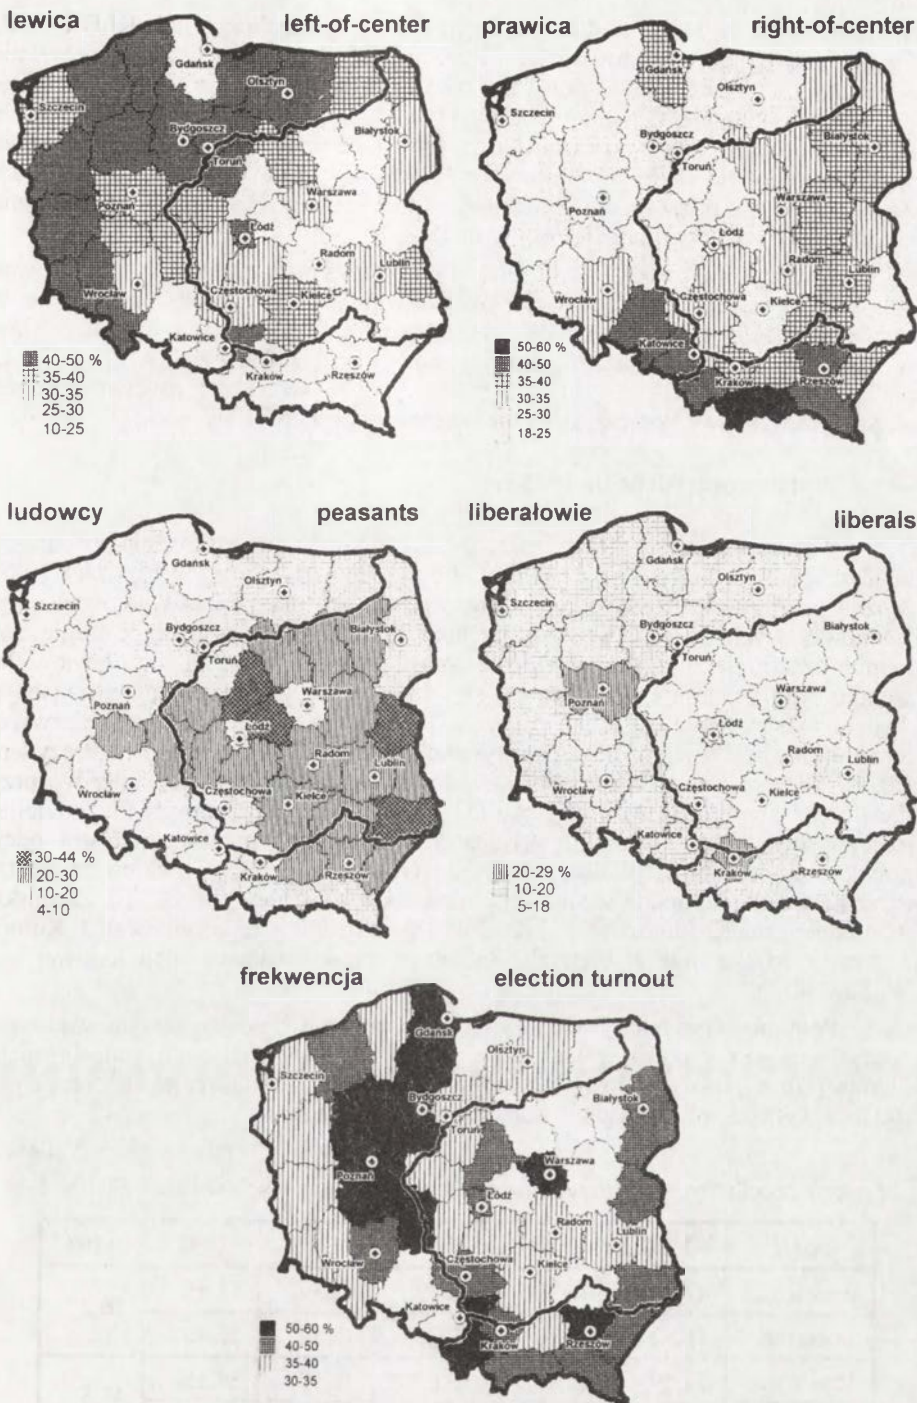 lewica left-of-center
Gdańsk
Olsztyn
Szczecin
Bydgoszcz
Toruń
Białystok
Poznań
Warszawa
Łódź
Radom
Lublin
Wrocław
Częstochowa
Kielce
Katowice
Kraków
Rzeszów
40-50 %
35-40
30-35
25-30
10-25
prawica right-of-center
Gdańsk
Olsztyn
Szczecin
Bydgoszcz
Toruń
Białystok
Poznań
Warszawa
Łódź
Radom
Lublin
Wrocław
Częstochowa
Kielce
Katowice
Kraków
Rzeszów
50-60 %
40-50
35-40
30-35
25-30
18-25
ludowcy peasants
Gdańsk
Olsztyn
Szczecin
Bydgoszcz
Toruń
Białystok
Poznań
Warszawa
Łódź
Radom
Lublin
Wrocław
Częstochowa
Kielce
Katowice
Kraków
Rzeszów
30-44 %
20-30
10-20
4-10
liberałowie liberals
Gdańsk
Olsztyn
Szczecin
Bydgoszcz
Toruń
Białystok
Poznań
Warszawa
Łódź
Radom
Lublin
Wrocław
Częstochowa
Kielce
Katowice
Kraków
Rzeszów
20-29 %
10-20
5-18
frekwencja election turnout
Gdańsk
Olsztyn
Szczecin
Bydgoszcz
Toruń
Białystok
Poznań
Warszawa
Łódź
Radom
Lublin
Wrocław
Częstochowa
Kielce
Katowice
Kraków
Rzeszów
50-60 %
40-50
35-40
30-35